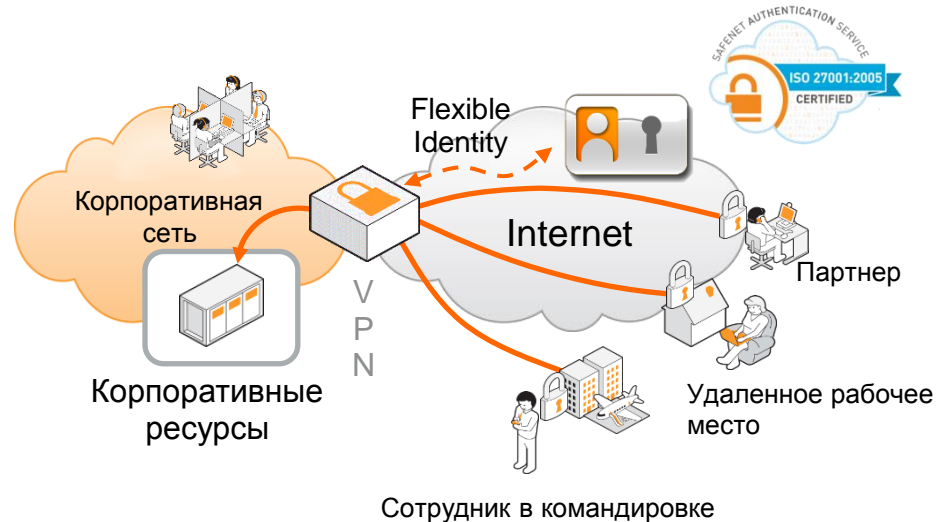 SAFENET AUTHENTICATION SERVICE
ISO 27001:2005
CERTIFIED
Flexible
Identity
Корпоративная
сеть
Internet
V
P
N
Партнер
Корпоративные
ресурсы
Удаленное рабочее
место
Сотрудник в командировке